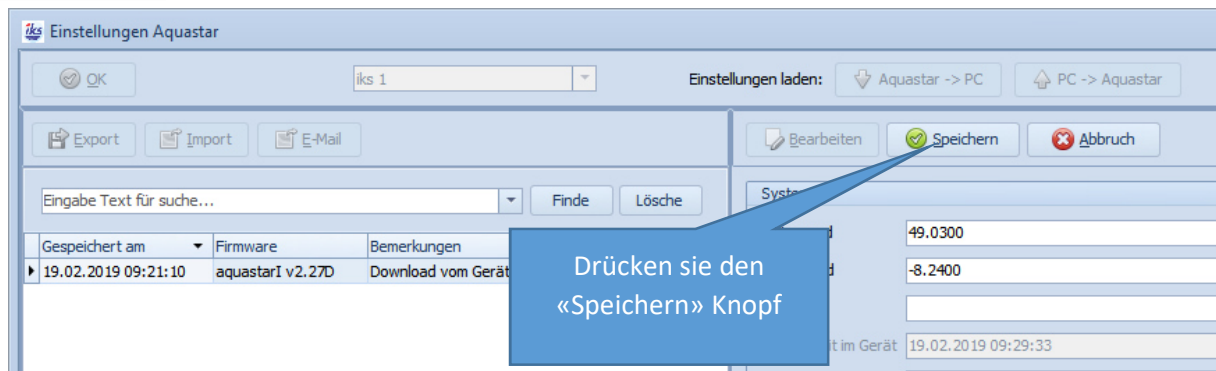 iks Einstellungen Aquastar
OK iks 1 Einstellungen laden: Aquastar -> PC PC -> Aquastar
Export Import E-Mail Bearbeiten Speichern Abbruch
Eingabe Text für suche... Finde Lösche
Gespeichert am Firmware Bemerkungen 49.0300
19.02.2019 09:21:10 aquastarI v2.27D Download vom Gerät -8.2400
Drücken sie den
«Speichern» Knopf
im Gerät 19.02.2019 09:29:33